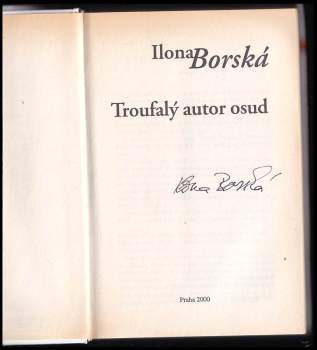 Ilona Borská
Troufalý autor osud
Ilona Borská
Praha 2000